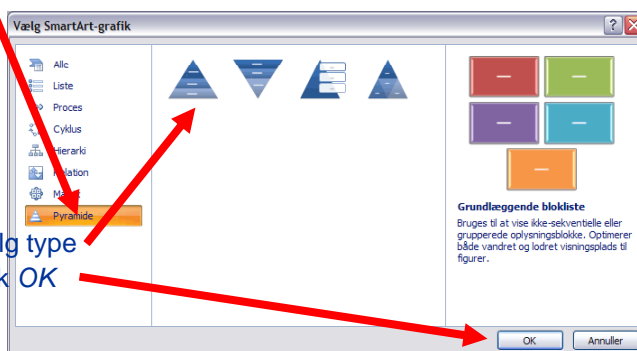 Vælg SmartArt-grafik
Alle
Liste
Proces
Cyklus
Hierarki
Relation
Pyramide
lg type
k OK
Grundlæggende blokliste
Bruges til at vise ikke-sekventielle eller
grupperede oplysningsblokke. Optimerer
både vandret og lodret visningsplads til
figurer.
OK
Annuller